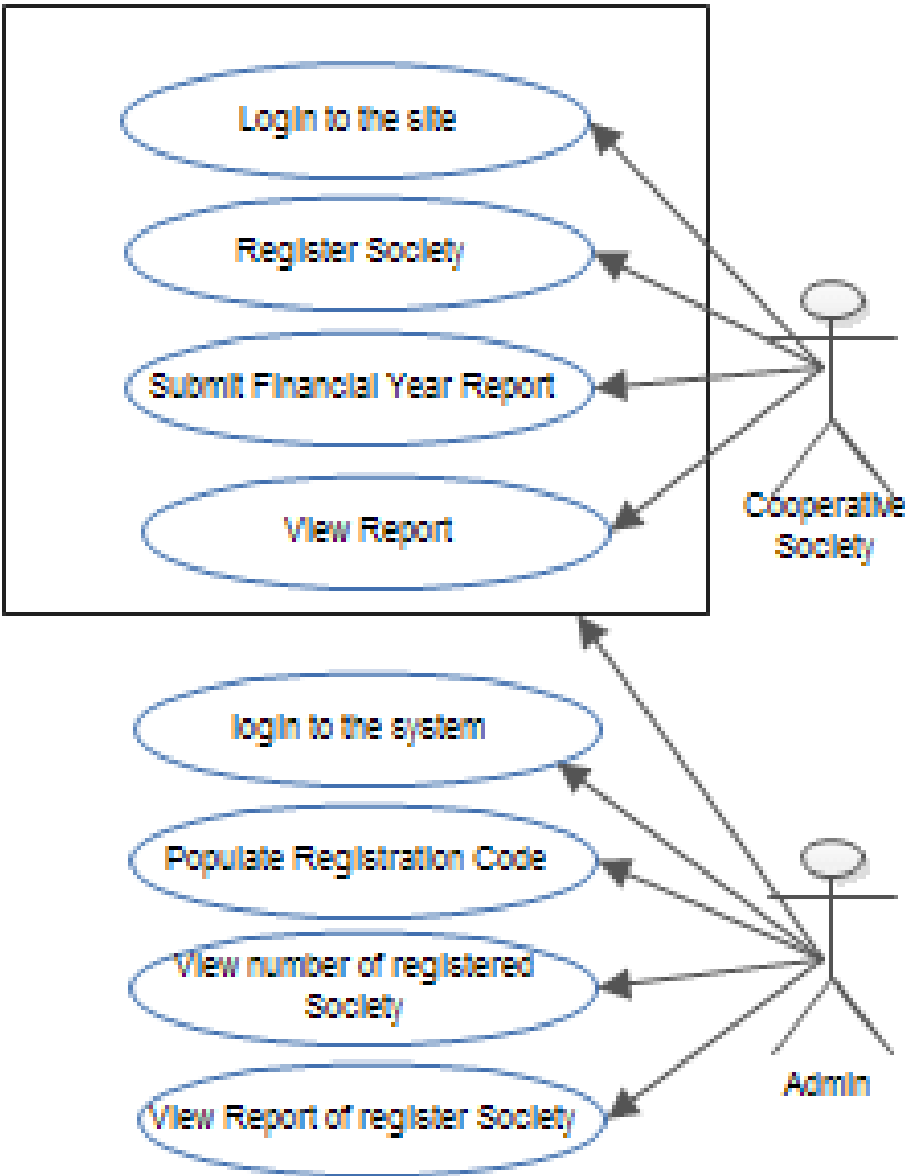 Login to the site
Register Society
Submit Financial Year Report
View Report
Cooperative
Society
login to the system
Populate Registration Code
View number of registered
Society
View Report of register Society
Admin